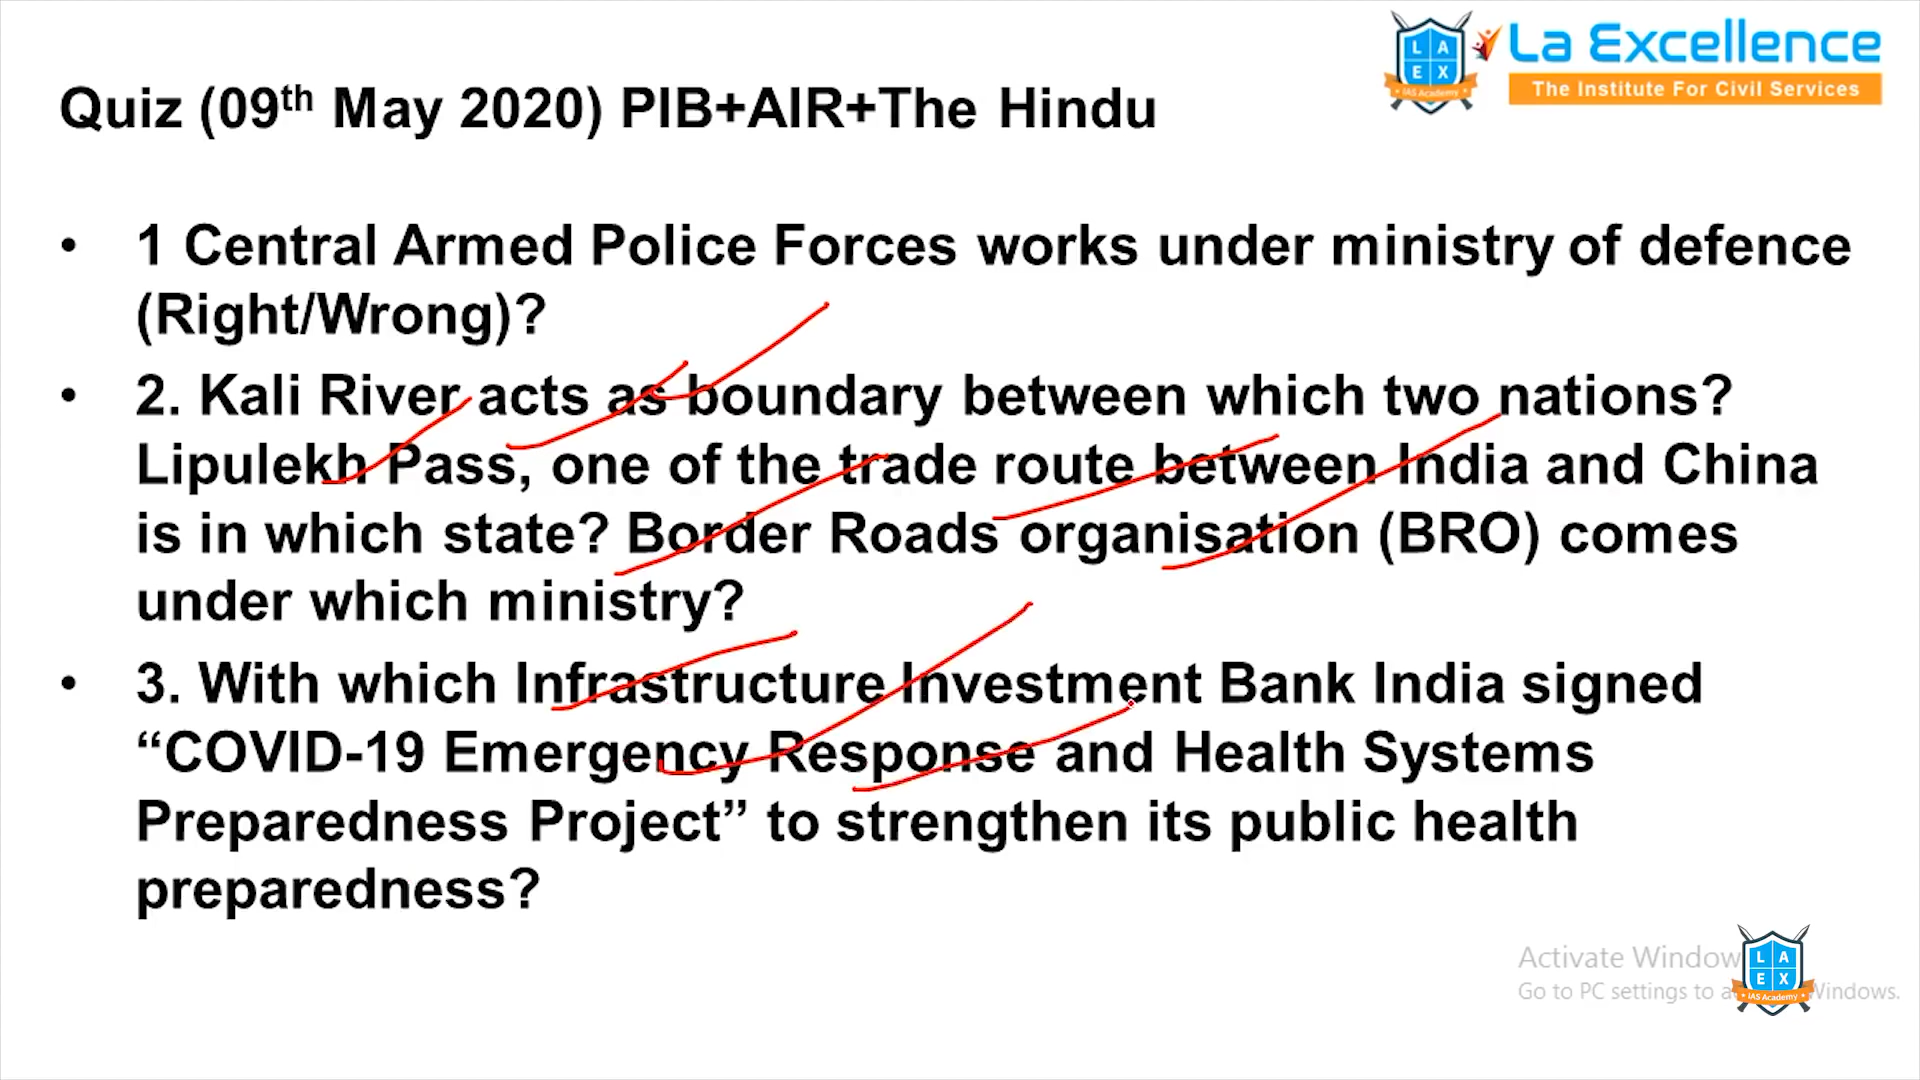 La Excellence
The Institute For Civil Services
L A
E X
IAS Academy
Quiz (09th May 2020) PIB+AIR+The Hindu
• 1 Central Armed Police Forces works under ministry of defence
(Right/Wrong)?
• 2. Kali River acts as boundary between which two nations?
Lipulekh Pass, one of the trade route between India and China
is in which state? Border Roads organisation (BRO) comes
under which ministry?
• 3. With which Infrastructure Investment Bank India signed
“COVID-19 Emergency Response and Health Systems
Preparedness Project” to strengthen its public health
preparedness?
Activate Window
Go to PC settings to a Windows.
L A
E X
IAS Academy